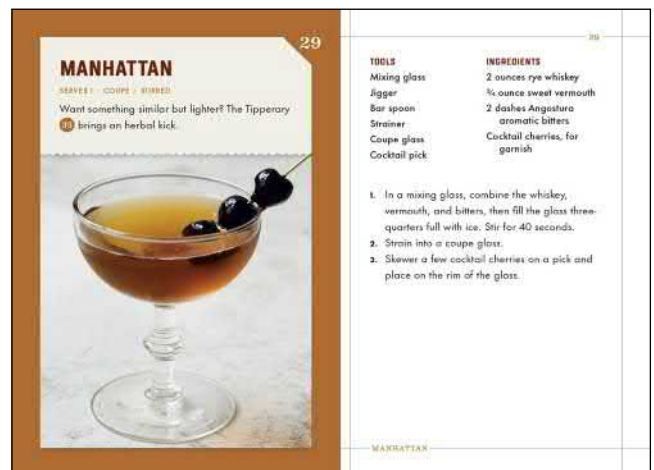 29
MANHATTAN
SERVES 1 · COUPE / STIRRED
Want something similar but lighter? The Tipperary
brings an herbal kick.
29
TOOLS
Mixing glass
Jigger
Bar spoon
Strainer
Coupe glass
Cocktail pick
INGREDIENTS
2 ounces rye whiskey
¾ ounce sweet vermouth
2 dashes Angostura
aromatic bitters
Cocktail cherries, for
garnish
1. In a mixing glass, combine the whiskey,
vermouth, and bitters, then fill the glass three-
quarters full with ice. Stir for 40 seconds.
2. Strain into a coupe glass.
3. Skewer a few cocktail cherries on a pick and
place on the rim of the glass.
MANHATTAN